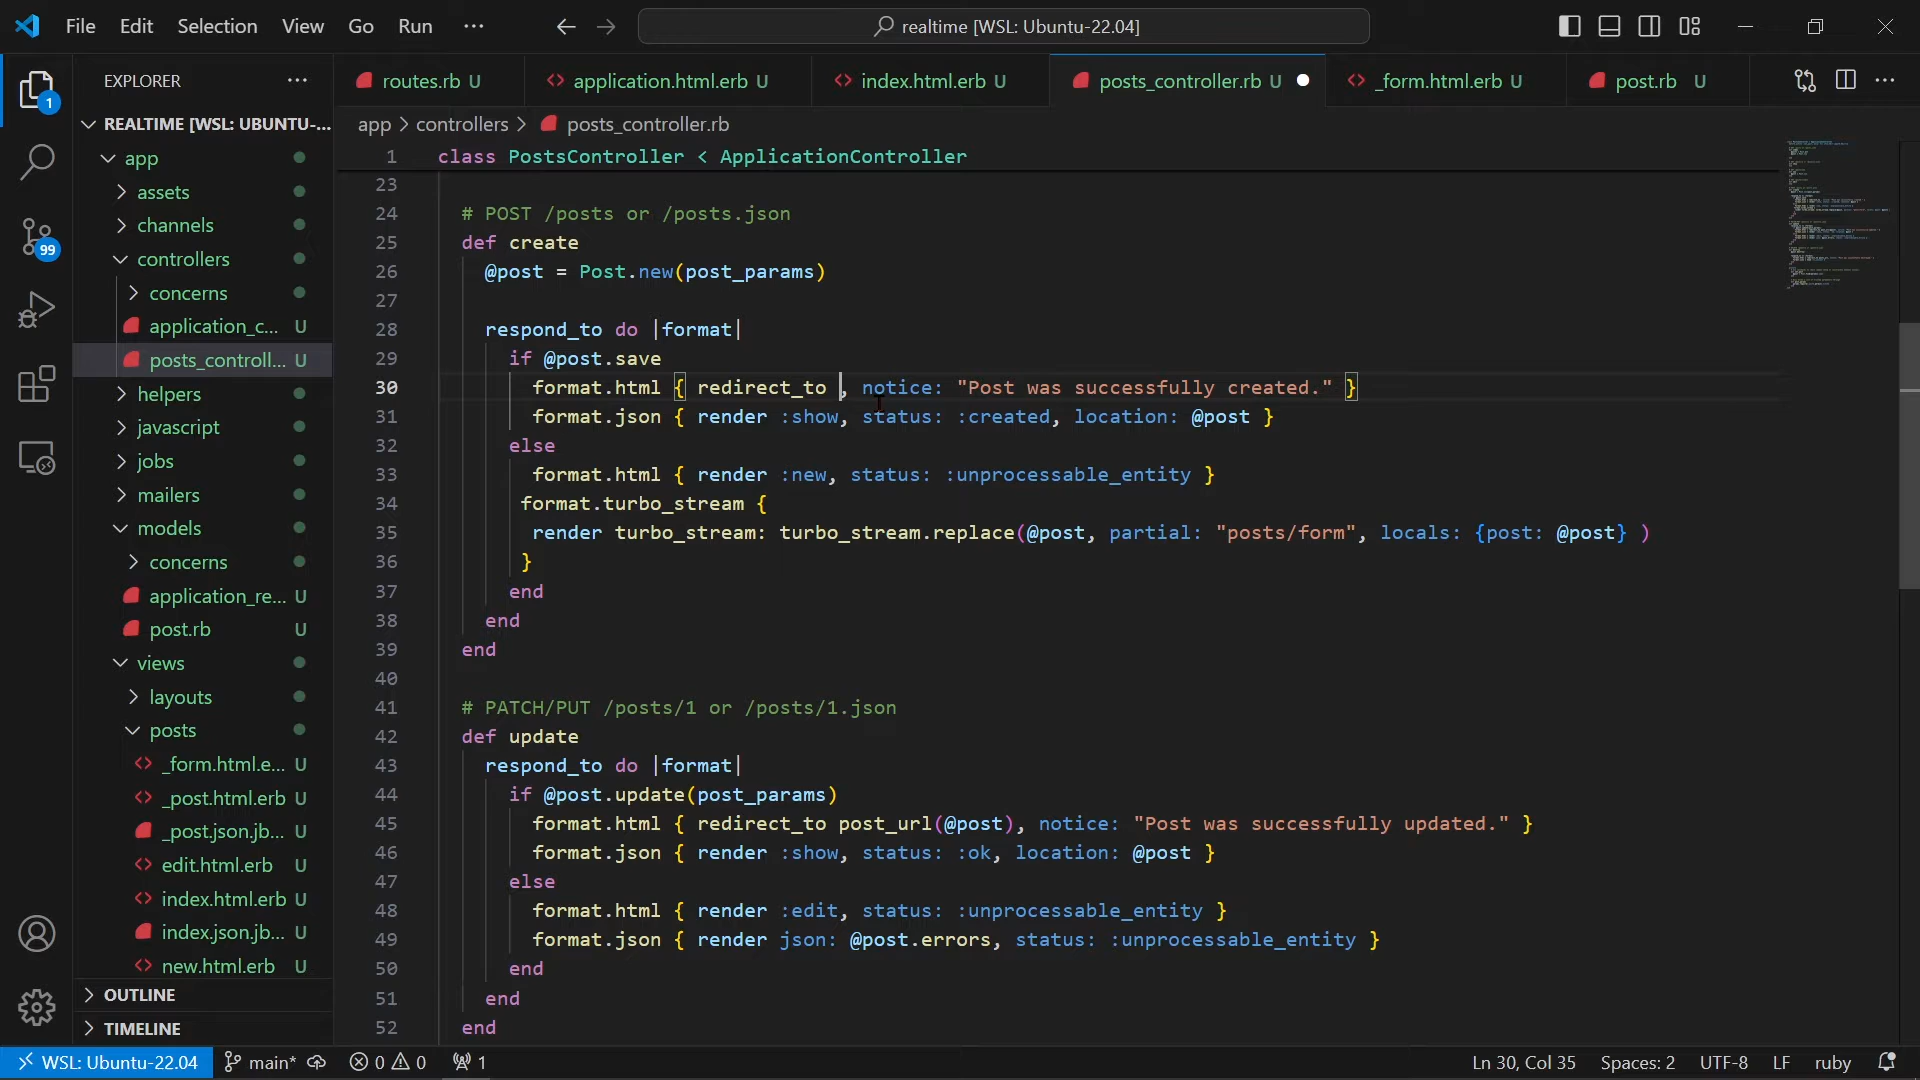 File Edit Selection View Go Run ···
realtime [WSL: Ubuntu-22.04]
EXPLORER
routes.rb U
application.html.erb U
index.html.erb U
posts_controller.rb U
_form.html.erb U
post.rb U
REALTIME [WSL: UBUNTU-...
app > controllers > posts_controller.rb
1
99
app
assets
channels
controllers
concerns
application_c... U
posts_controll... U
helpers
javascript
jobs
mailers
models
concerns
application_re... U
post.rb U
views
layouts
posts
_form.html.e... U
_post.html.erb U
_post.json.jb... U
edit.html.erb U
index.html.erb U
index.json.jb... U
new.html.erb U
OUTLINE
TIMELINE
1 class PostsController < ApplicationController
23
24 # POST /posts or /posts.json
25 def create
26 @post = Post.new(post_params)
27
28 respond_to do |format|
29 if @post.save
30 format.html { redirect_to , notice: "Post was successfully created." }
31 format.json { render :show, status: :created, location: @post }
32 else
33 format.html { render :new, status: :unprocessable_entity }
34 format.turbo_stream {
35 render turbo_stream: turbo_stream.replace(@post, partial: "posts/form", locals: {post: @post} )
36 }
37 end
38 end
39 end
40
41 # PATCH/PUT /posts/1 or /posts/1.json
42 def update
43 respond_to do |format|
44 if @post.update(post_params)
45 format.html { redirect_to post_url(@post), notice: "Post was successfully updated." }
46 format.json { render :show, status: :ok, location: @post }
47 else
48 format.html { render :edit, status: :unprocessable_entity }
49 format.json { render json: @post.errors, status: :unprocessable_entity }
50 end
51 end
52 end
WSL: Ubuntu-22.04 main* 0 0 1 Ln 30, Col 35 Spaces: 2 UTF-8 LF ruby